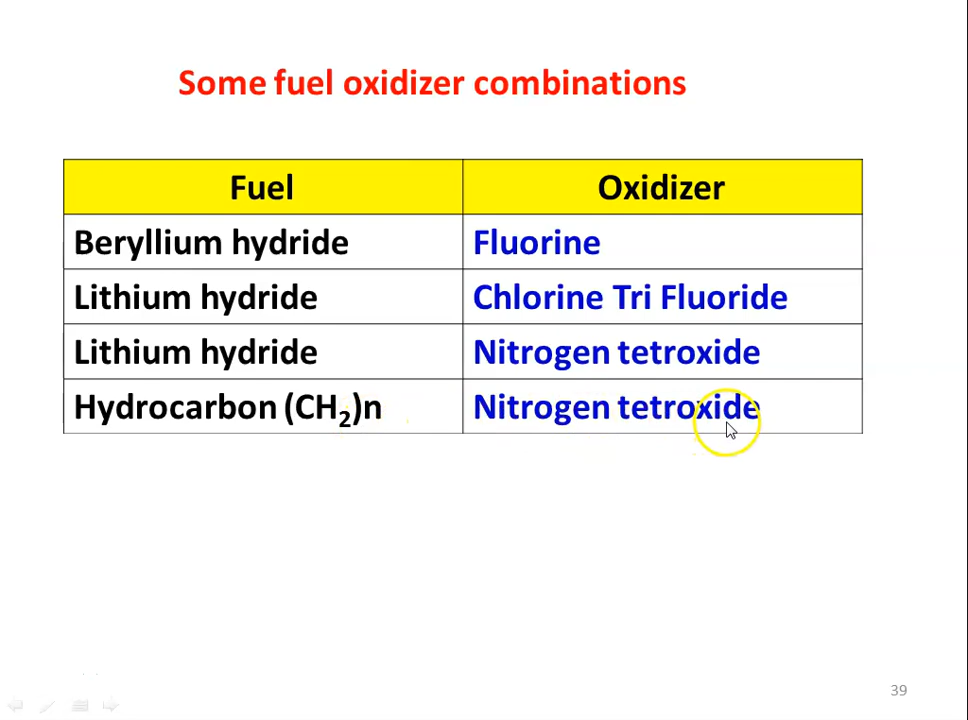 Some fuel oxidizer combinations
Fuel Oxidizer
Beryllium hydride Fluorine
Lithium hydride Chlorine Tri Fluoride
Lithium hydride Nitrogen tetroxide
Hydrocarbon (CH₂)n Nitrogen tetroxide
39